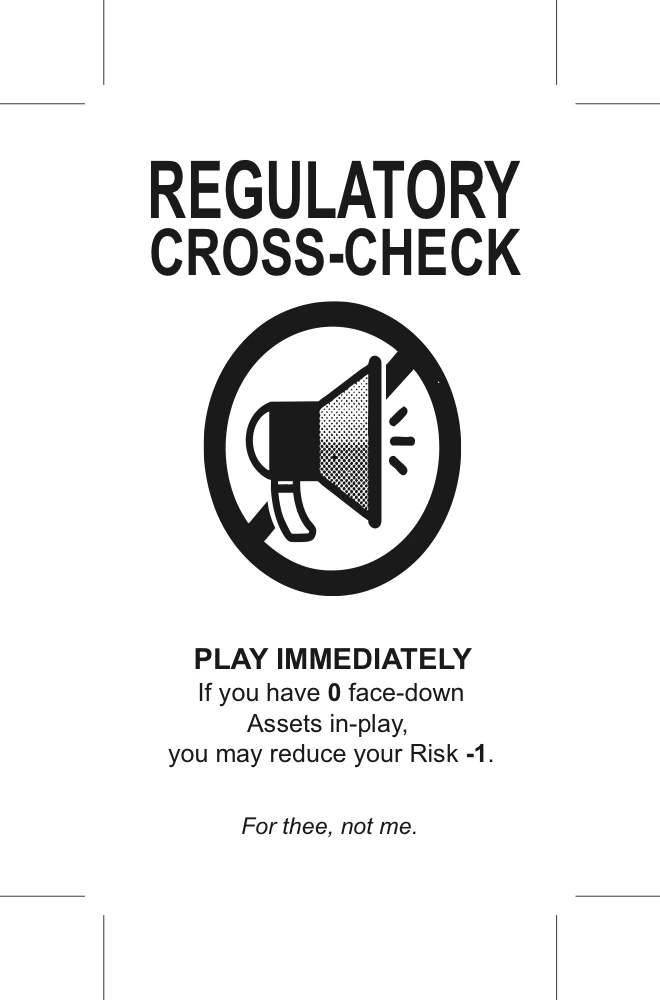 REGULATORY
CROSS-CHECK
PLAY IMMEDIATELY
If you have 0 face-down
Assets in-play,
you may reduce your Risk -1.
For thee, not me.